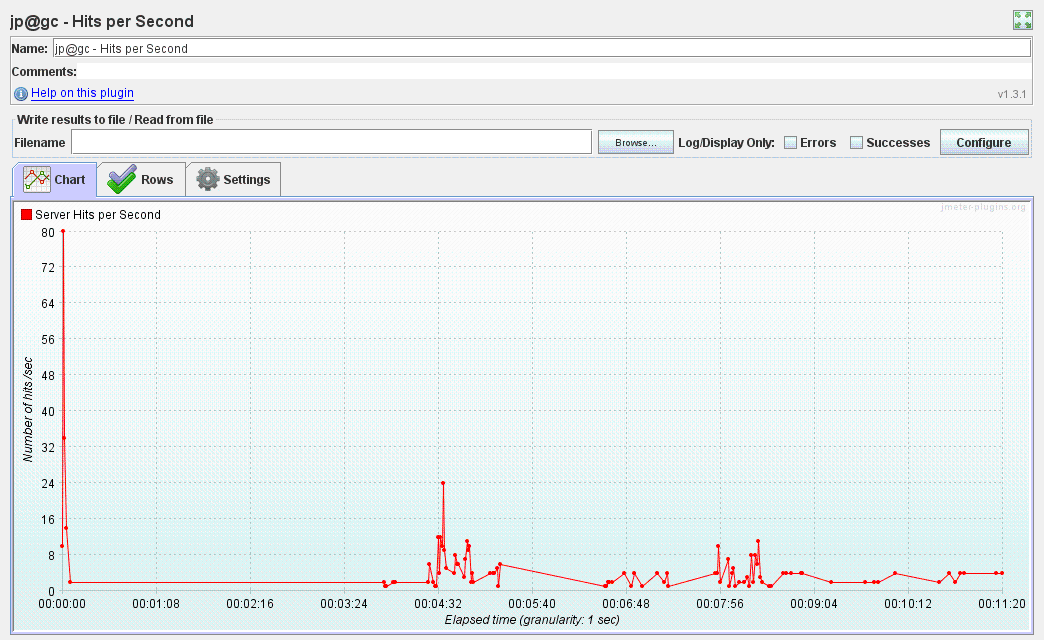 jp@gc - Hits per Second
Name: jp@gc - Hits per Second
Comments:
Help on this plugin
v1.3.1
Write results to file / Read from file
Filename Browse... Log/Display Only: Errors Successes Configure
Chart Rows Settings
Server Hits per Second
jmeter-plugins.org
80
72
64
56
48
40
32
24
16
8
0
Number of hits /sec
00:00:00 00:01:08 00:02:16 00:03:24 00:04:32 00:05:40 00:06:48 00:07:56 00:09:04 00:10:12 00:11:20
Elapsed time (granularity: 1 sec)